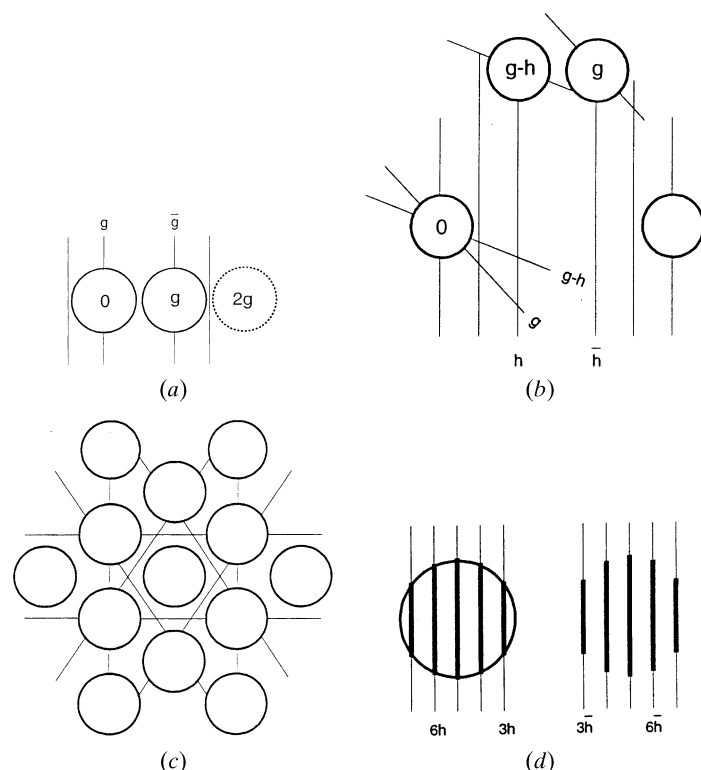 g ḡ
0 g 2g
(a)
g-h g
0
g-h
g
h h̄
(b)
(c)
6h 3h 3h̄ 6h̄
(d)